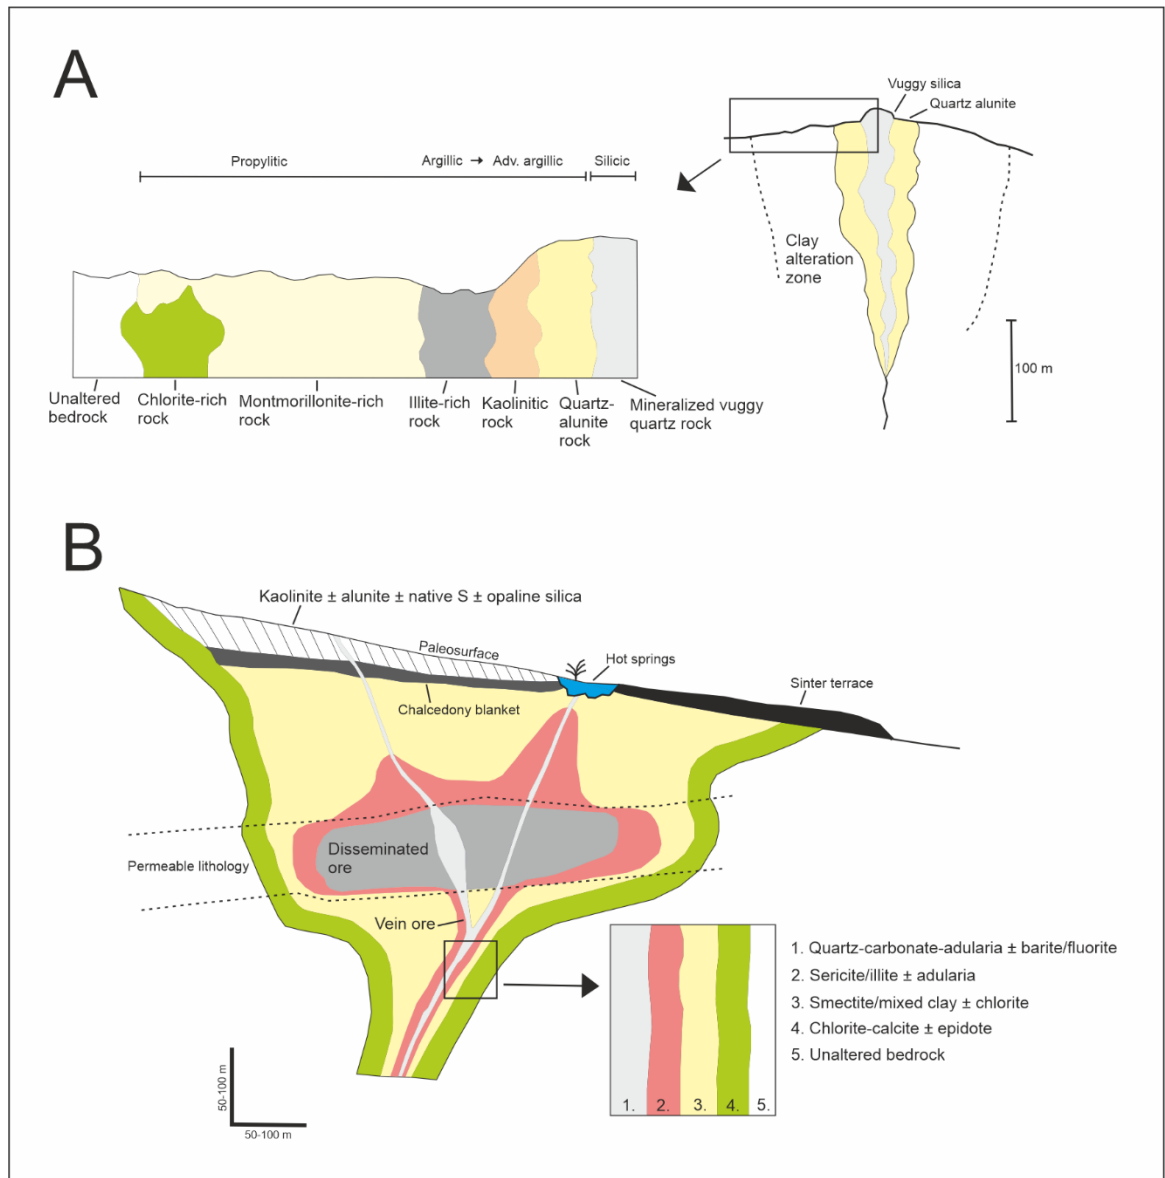 A
Vuggy silica
Quartz alunite
Propylitic
Argillic → Adv. argillic
Silicic
Clay
alteration
zone
100 m
Unaltered
bedrock
Chlorite-rich
rock
Montmorillonite-rich
rock
Illite-rich
rock
Kaolinitic
rock
Quartz-
alunite
rock
Mineralized vuggy
quartz rock
B
Kaolinite ± alunite ± native S ± opaline silica
Paleosurface
Hot springs
Sinter terrace
Chalcedony blanket
Disseminated
ore
Permeable lithology
Vein ore
1. Quartz-carbonate-adularia ± barite/fluorite
2. Sericite/illite ± adularia
3. Smectite/mixed clay ± chlorite
4. Chlorite-calcite ± epidote
5. Unaltered bedrock
1. 2. 3. 4. 5.
50-100 m
50-100 m